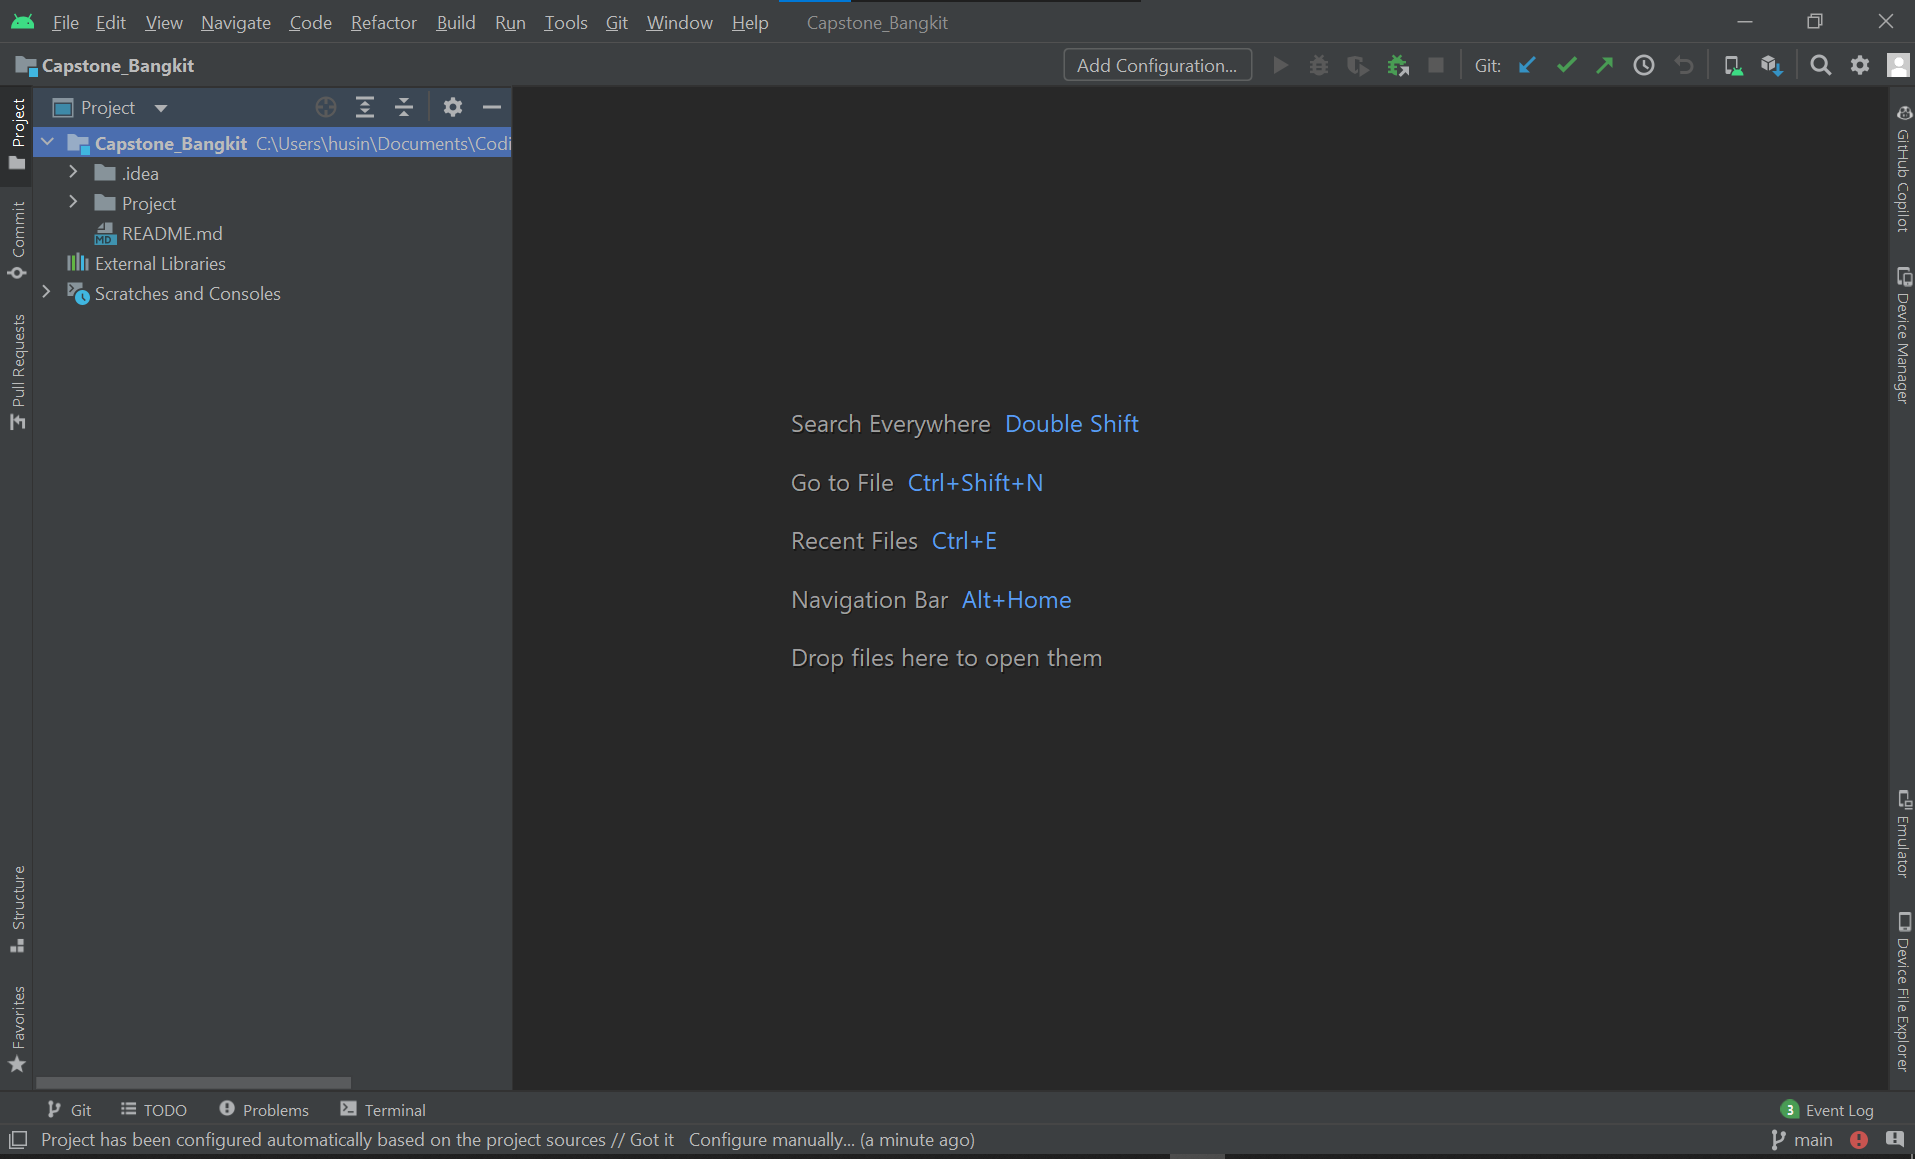 File Edit View Navigate Code Refactor Build Run Tools Git Window Help Capstone_Bangkit
Capstone_Bangkit Add Configuration... Git:
Project
Project
Capstone_Bangkit C:\Users\husin\Documents\Codi
.idea
Project
README.md
External Libraries
Scratches and Consoles
Commit
Pull Requests
Structure
Favorites
Search Everywhere Double Shift
Go to File Ctrl+Shift+N
Recent Files Ctrl+E
Navigation Bar Alt+Home
Drop files here to open them
GitHub Copilot
Device Manager
Emulator
Device File Explorer
Git TODO Problems Terminal 3 Event Log
Project has been configured automatically based on the project sources // Got it Configure manually... (a minute ago) main